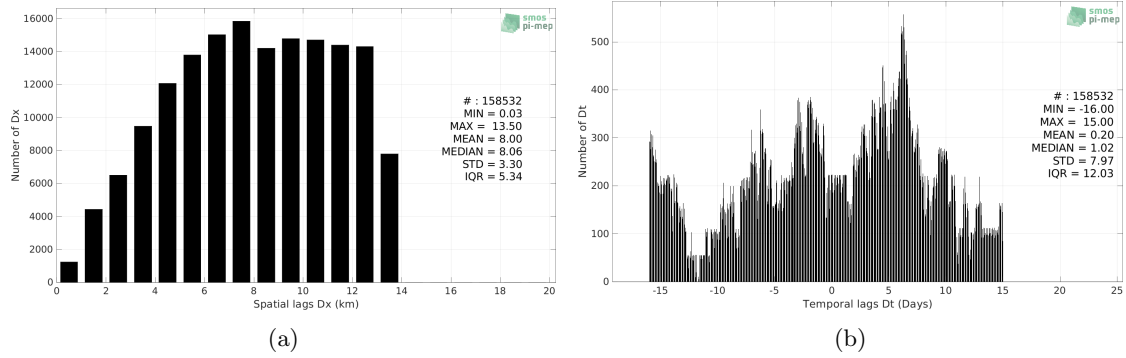 16000
14000
12000
10000
8000
6000
4000
2000
0
Number of Dx
0 2 4 6 8 10 12 14 16 18 20
Spatial lags Dx (km)
smos
pi-mep
# : 158532
MIN = 0.03
MAX = 13.50
MEAN = 8.00
MEDIAN = 8.06
STD = 3.30
IQR = 5.34
(a)
500
400
300
200
100
0
Number of Dt
-15 -10 -5 0 5 10 15 20 25
Temporal lags Dt (Days)
smos
pi-mep
# : 158532
MIN = -16.00
MAX = 15.00
MEAN = 0.20
MEDIAN = 1.02
STD = 7.97
IQR = 12.03
(b)